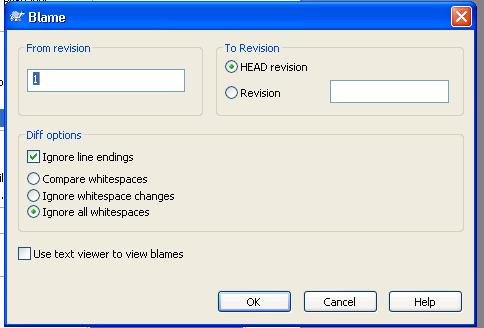 Blame
From revision
1
To Revision
HEAD revision
Revision
Diff options
Ignore line endings
Compare whitespaces
Ignore whitespace changes
Ignore all whitespaces
Use text viewer to view blames
OK
Cancel
Help